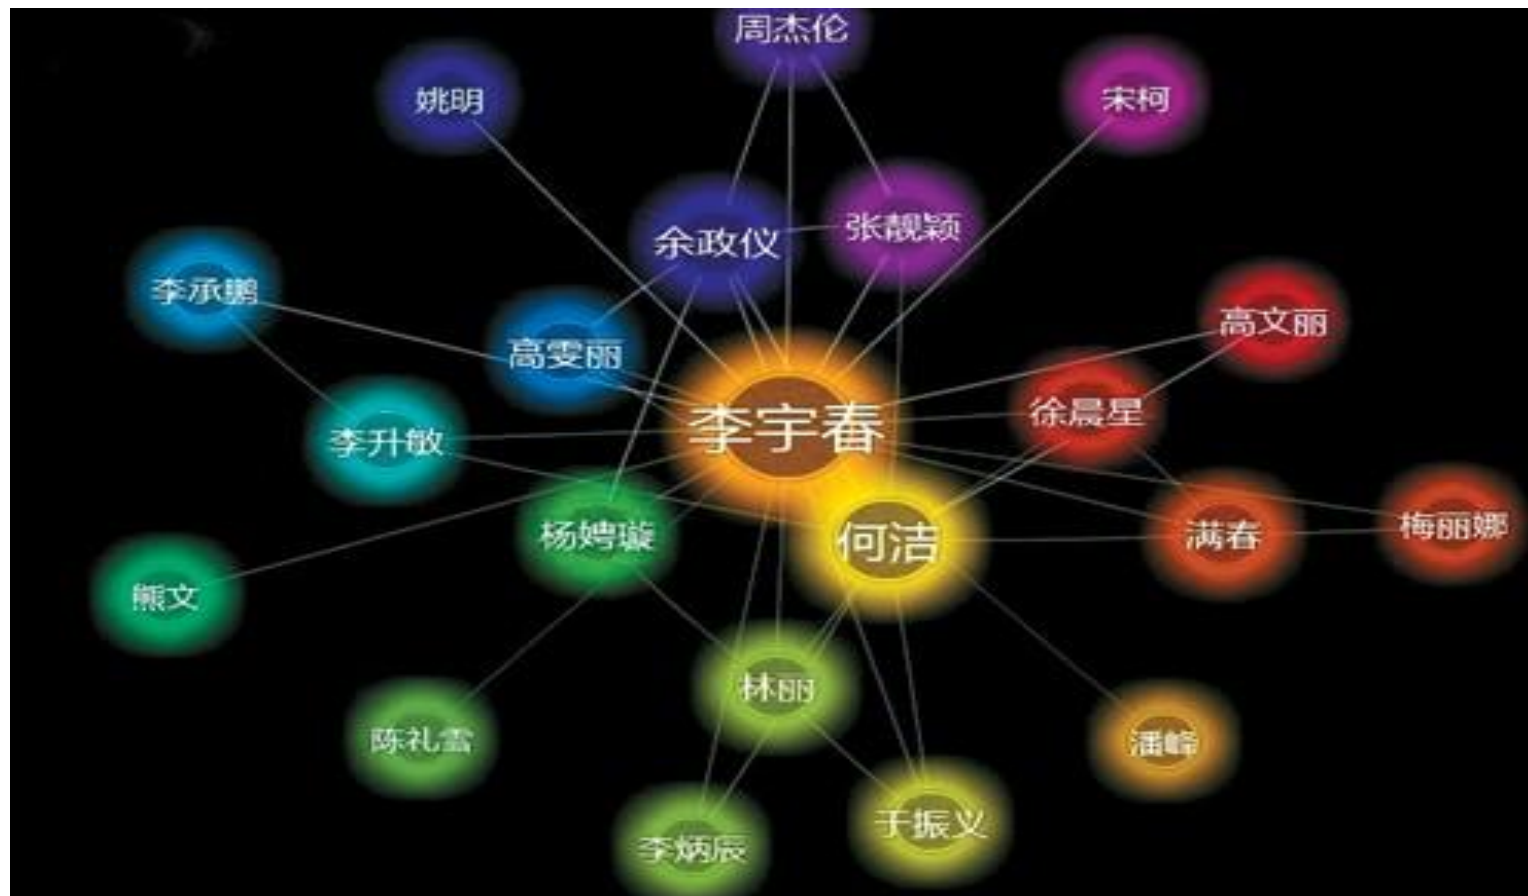 周杰伦
姚明
宋柯
余政仪
张靓颖
李承鹏
高雯丽
高文丽
李宇春
徐晨星
李升敏
杨娉璇
何洁
满春
梅丽娜
熊文
林丽
陈礼雪
潘峰
李炳辰
于振义